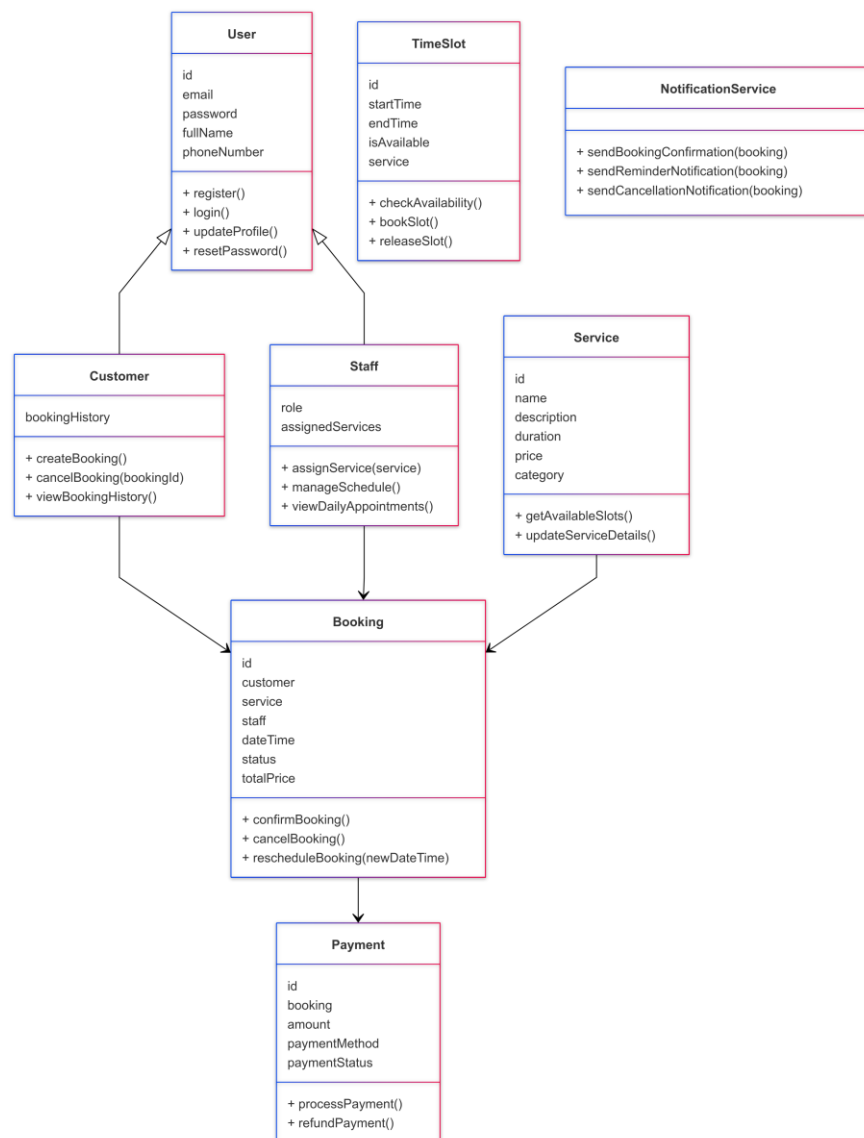 User
id
email
password
fullName
phoneNumber
+ register()
+ login()
+ updateProfile()
+ resetPassword()
TimeSlot
id
startTime
endTime
isAvailable
service
+ checkAvailability()
+ bookSlot()
+ releaseSlot()
NotificationService
+ sendBookingConfirmation(booking)
+ sendReminderNotification(booking)
+ sendCancellationNotification(booking)
Customer
bookingHistory
+ createBooking()
+ cancelBooking(bookingId)
+ viewBookingHistory()
Staff
role
assignedServices
+ assignService(service)
+ manageSchedule()
+ viewDailyAppointments()
Service
id
name
description
duration
price
category
+ getAvailableSlots()
+ updateServiceDetails()
Booking
id
customer
service
staff
dateTime
status
totalPrice
+ confirmBooking()
+ cancelBooking()
+ rescheduleBooking(newDateTime)
Payment
id
booking
amount
paymentMethod
paymentStatus
+ processPayment()
+ refundPayment()